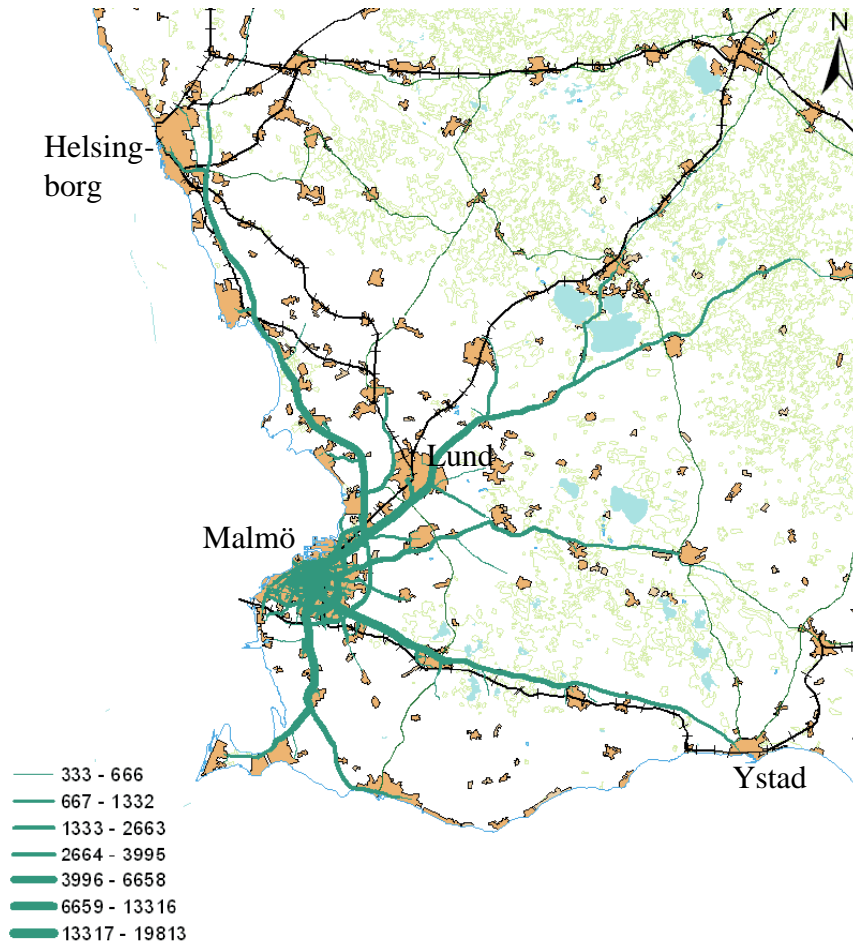 N
Helsing-
borg
Lund
Malmö
Ystad
333 - 666
667 - 1332
1333 - 2663
2664 - 3995
3996 - 6658
6659 - 13316
13317 - 19813